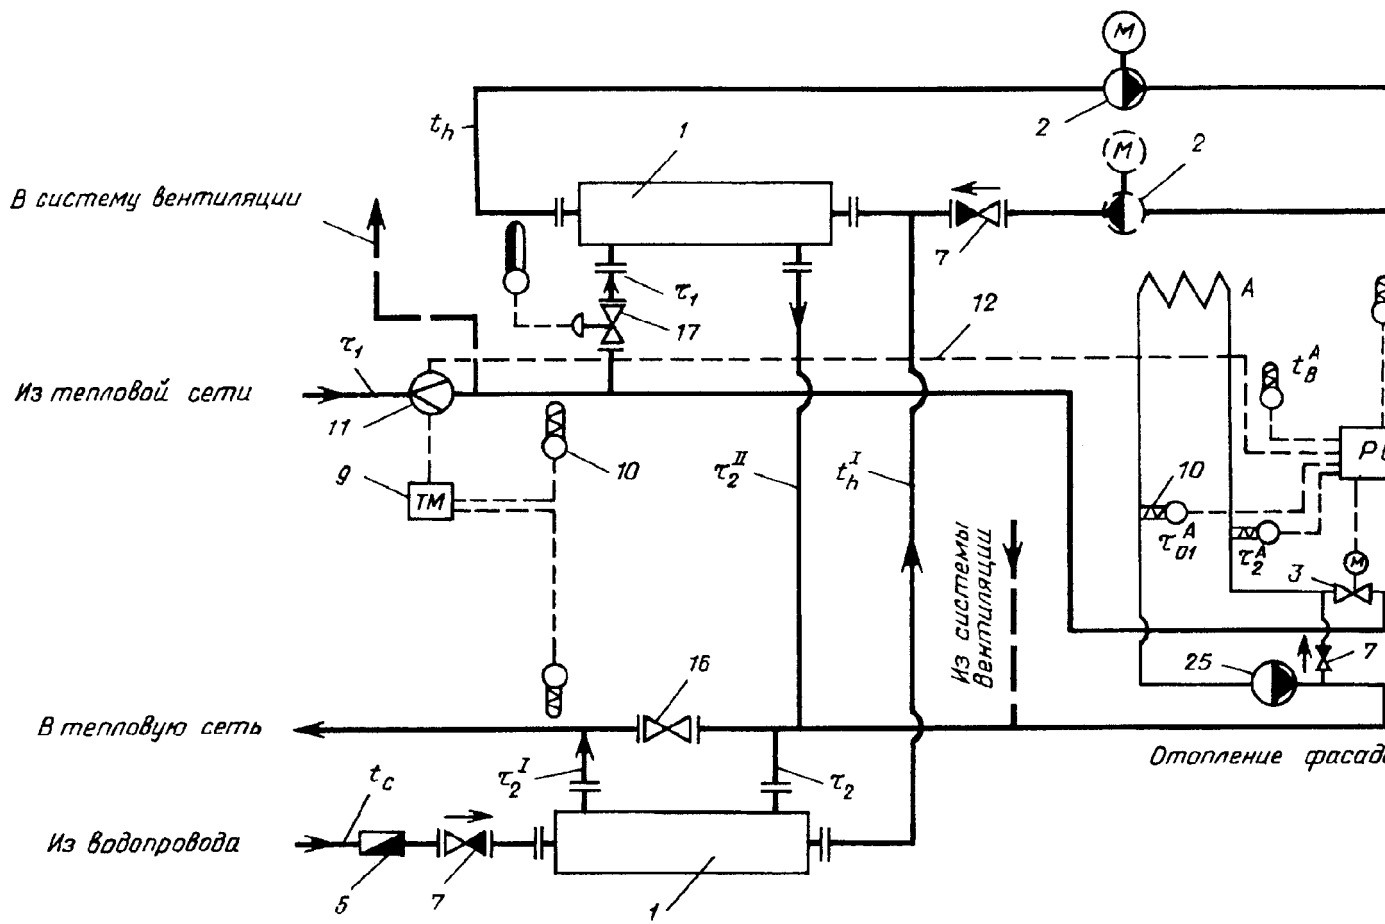 M
t_h
1
2
M
2
В систему вентиляции
7
τ_1
17
12
A
τ_1
t_B^A
Из тепловой сети
11
10
9
ТМ
τ_2^II
t_h^I
10
τ_01^A
τ_2^A
M
3
Из системы
вентиляции
16
25
7
В тепловую сеть
Отопление фасада
τ_2^I
τ_2
t_c
Из водопровода
5
7
1